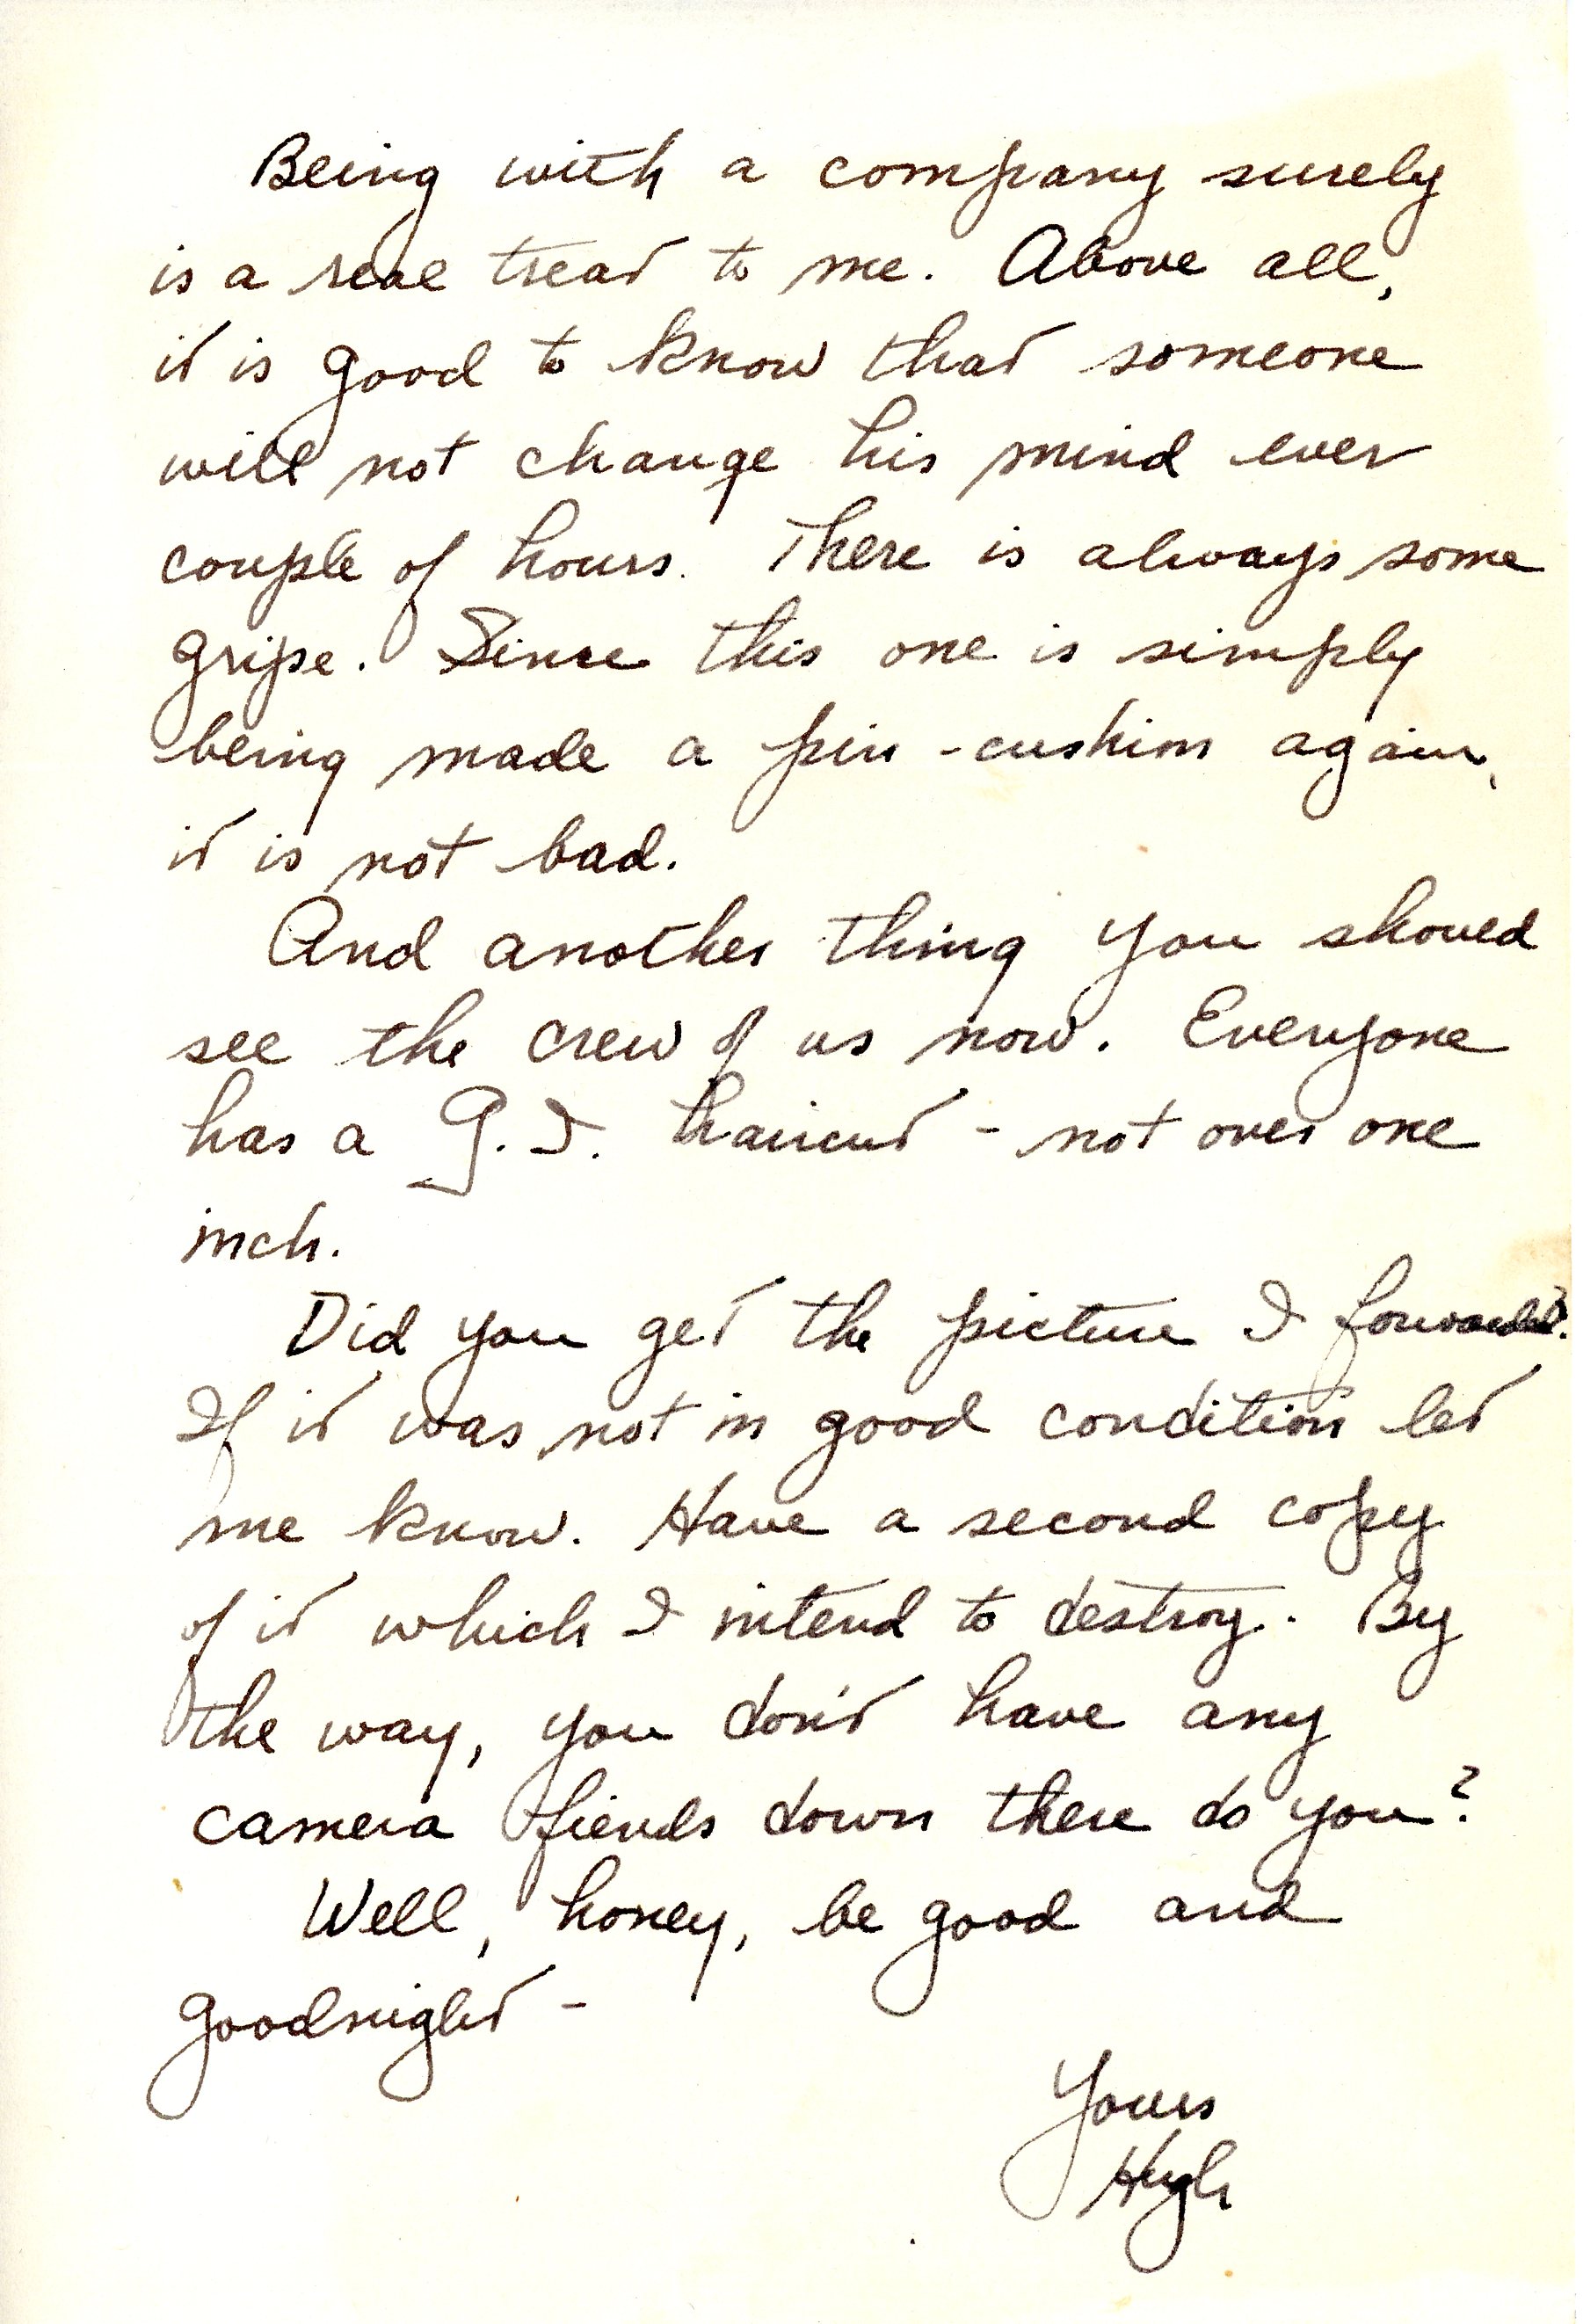 Being with a company surely
is a real treat to me. Above all,
it is good to know that someone
will not change his mind ever
couple of hours. There is always some
gripe. Since this one is simply
being made a pin-cushion again,
it is not bad.
And another thing you should
see the crew of us now. Everyone
has a G.I. haircut - not over one
inch.
Did you get the picture I forwarded?
If it was not in good condition let
me know. Have a second copy
of it which I intend to destroy. By
the way, you don't have any
camera fiends down there do you?
Well, honey, be good and
goodnight -
Yours
Hugh